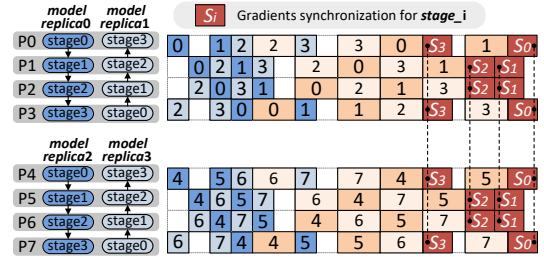 model replica0 model replica1 S_i Gradients synchronization for stage_i
P0 stage0 stage3 0 1 2 2 3 3 0 S3 1 S0
P1 stage1 stage2 0 2 1 3 2 0 3 1 S2 S1
P2 stage2 stage1 2 0 3 1 0 2 1 3 S2 S1
P3 stage3 stage0 2 3 0 0 1 1 2 S3 3 S0
model replica2 model replica3
P4 stage0 stage3 4 5 6 6 7 7 4 S3 5 S0
P5 stage1 stage2 4 6 5 7 6 4 7 5 S2 S1
P6 stage2 stage1 6 4 7 5 4 6 5 7 S2 S1
P7 stage3 stage0 6 7 4 4 5 5 6 S3 7 S0